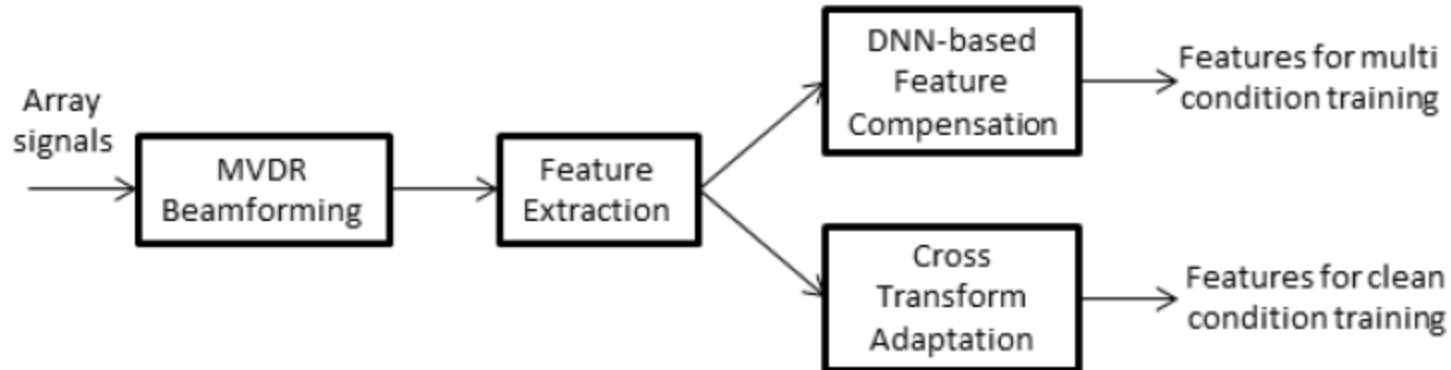 Array
signals
MVDR
Beamforming
Feature
Extraction
DNN-based
Feature
Compensation
Features for multi
condition training
Cross
Transform
Adaptation
Features for clean
condition training